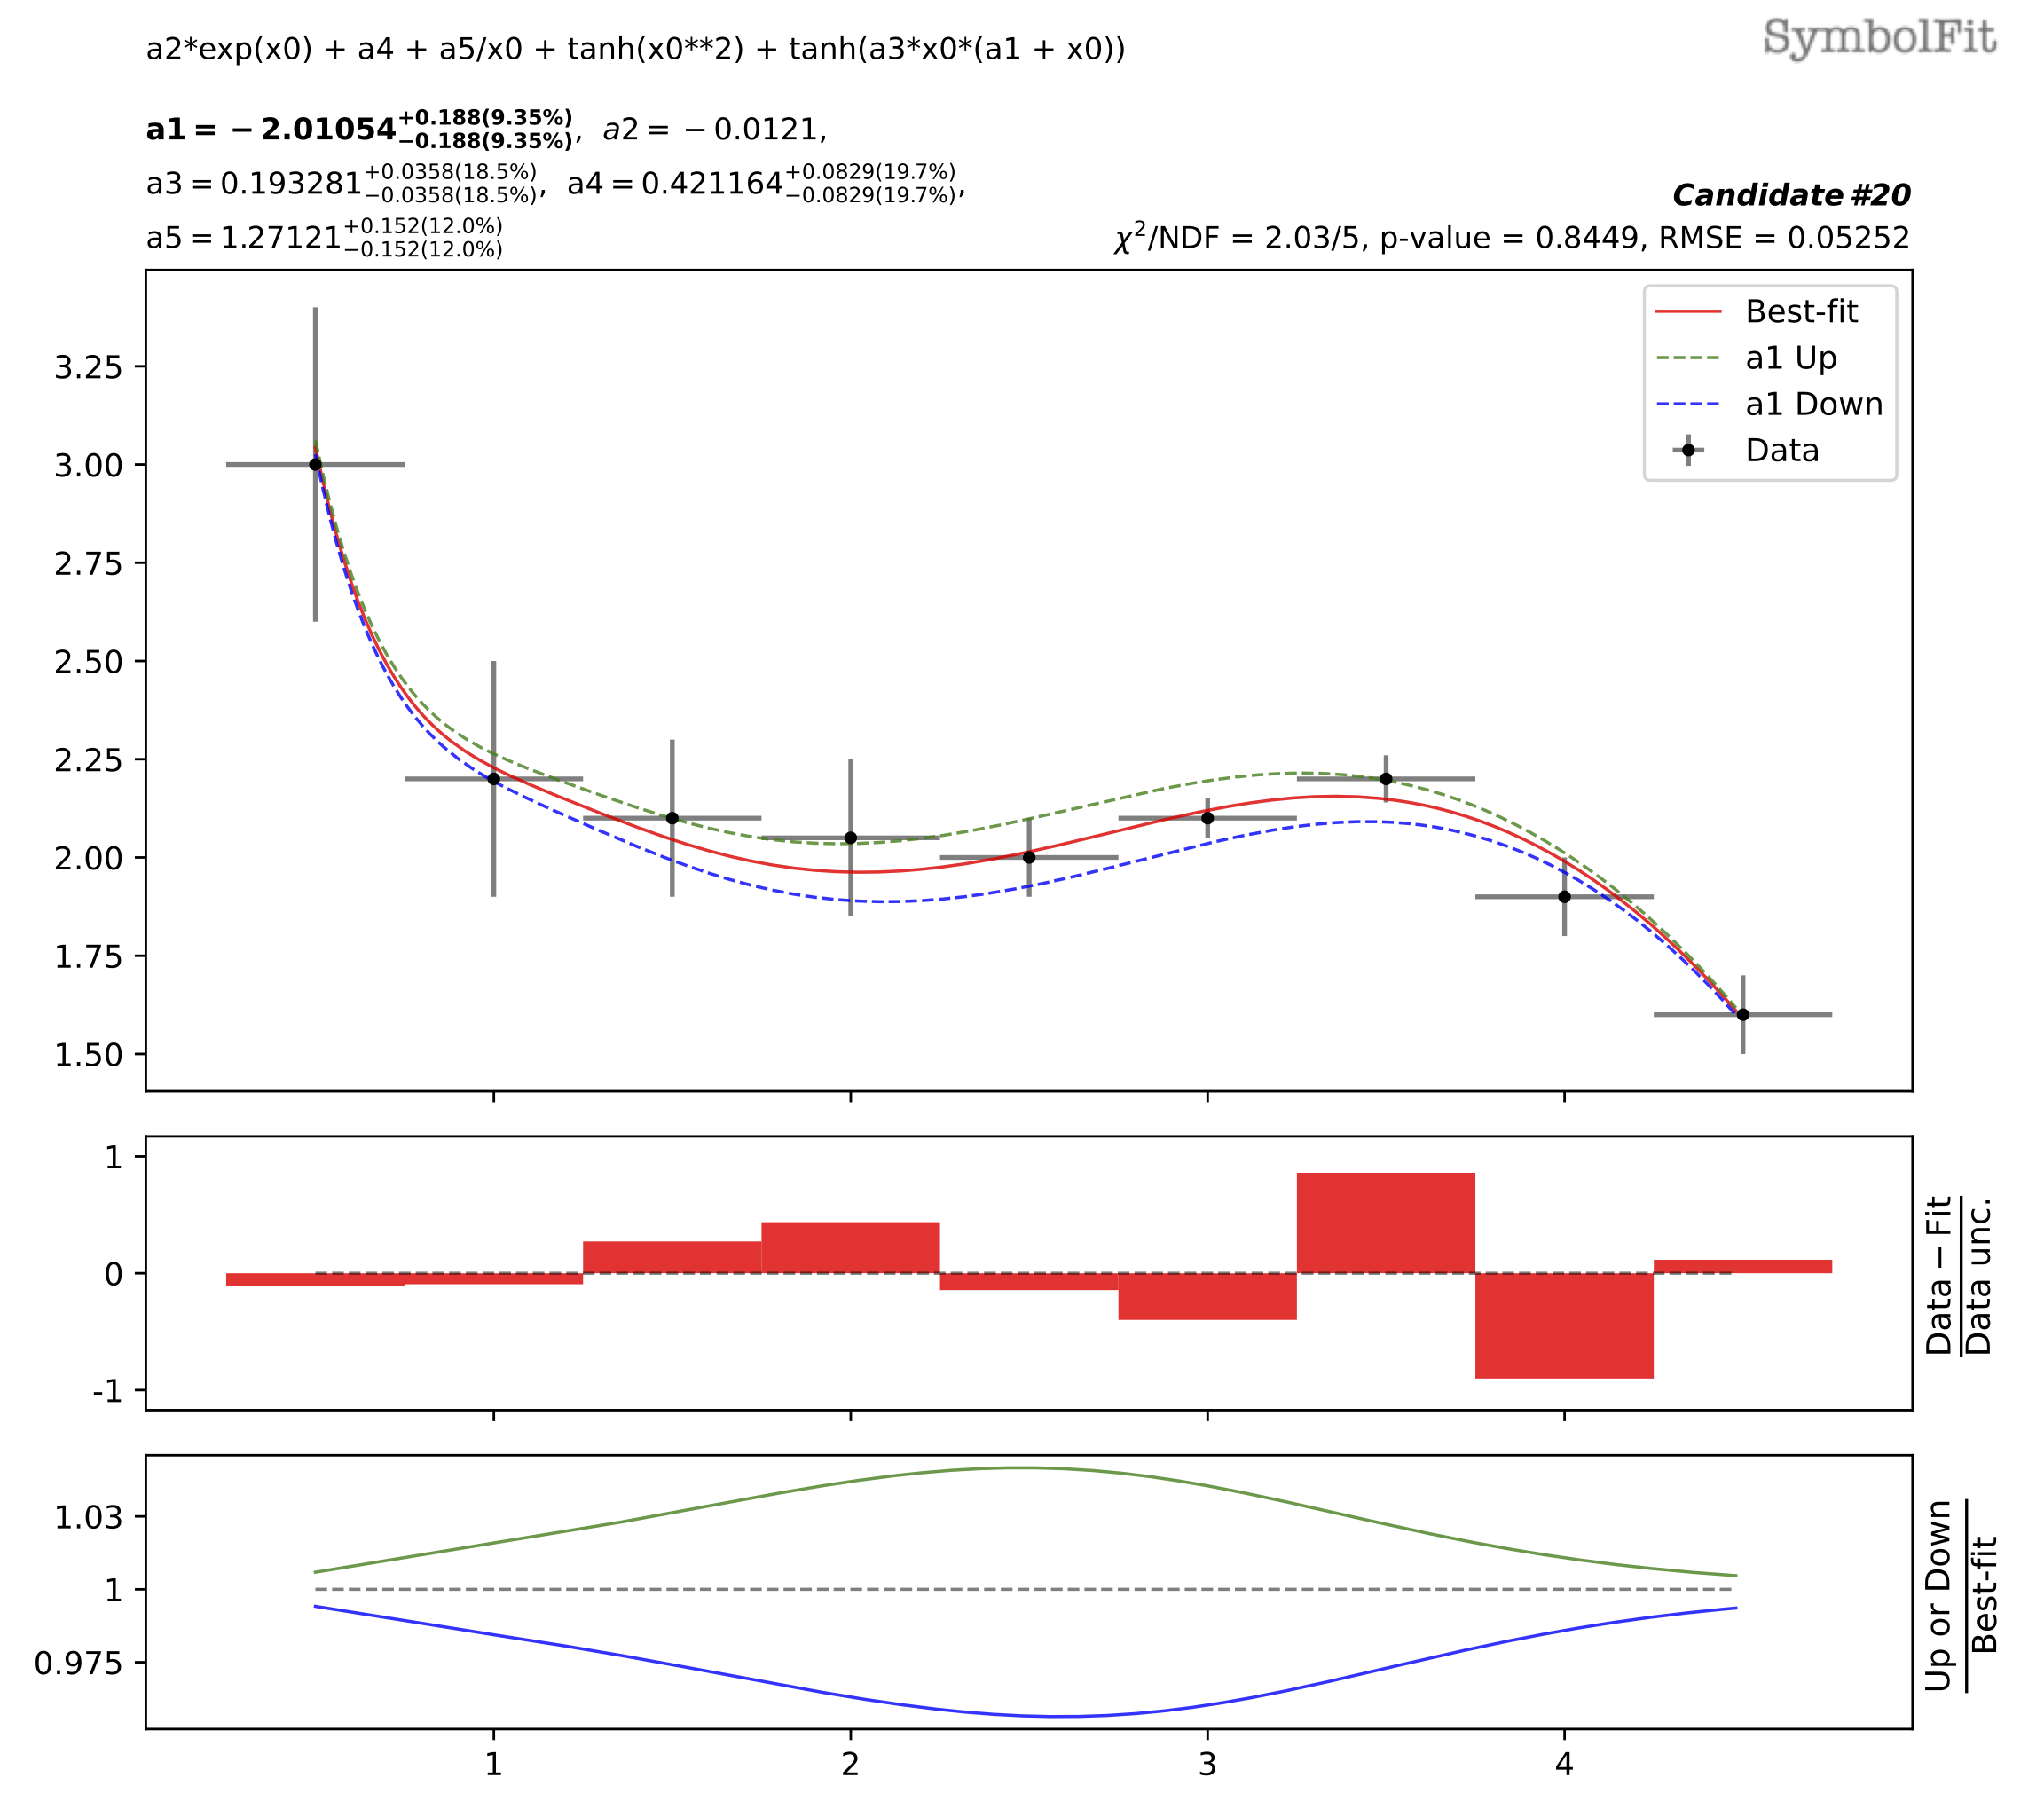 SymbolFit
a2*exp(x0) + a4 + a5/x0 + tanh(x0**2) + tanh(a3*x0*(a1 + x0))
a1 = − 2.01054 +0.188(9.35%) −0.188(9.35%), a2 = − 0.0121,
a3 = 0.193281 +0.0358(18.5%) −0.0358(18.5%), a4 = 0.421164 +0.0829(19.7%) −0.0829(19.7%),
Candidate #20
a5 = 1.27121 +0.152(12.0%) −0.152(12.0%)
χ²/NDF = 2.03/5, p-value = 0.8449, RMSE = 0.05252
Best-fit
a1 Up
a1 Down
Data
3.25
3.00
2.75
2.50
2.25
2.00
1.75
1.50
1
0
-1
Data − Fit
Data unc.
1.03
1
0.975
Up or Down
Best-fit
1 2 3 4